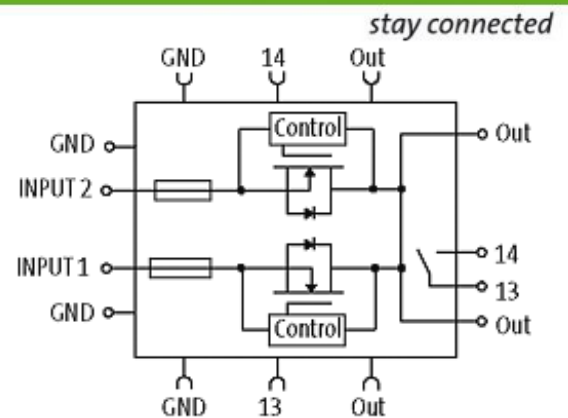 stay connected
GND 14 Out
Control
GND
Out
INPUT 2
14
INPUT 1
13
GND
Out
Control
GND 13 Out